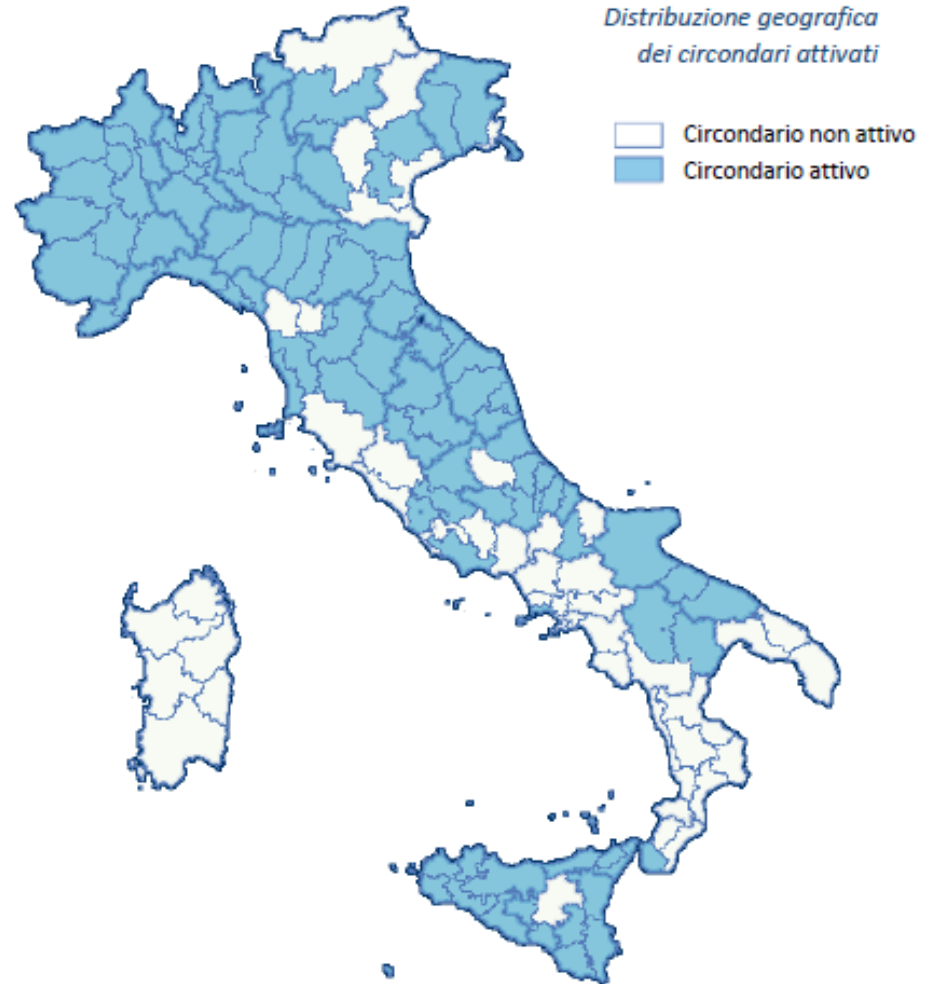 Distribuzione geografica
dei circondari attivati
Circondario non attivo
Circondario attivo